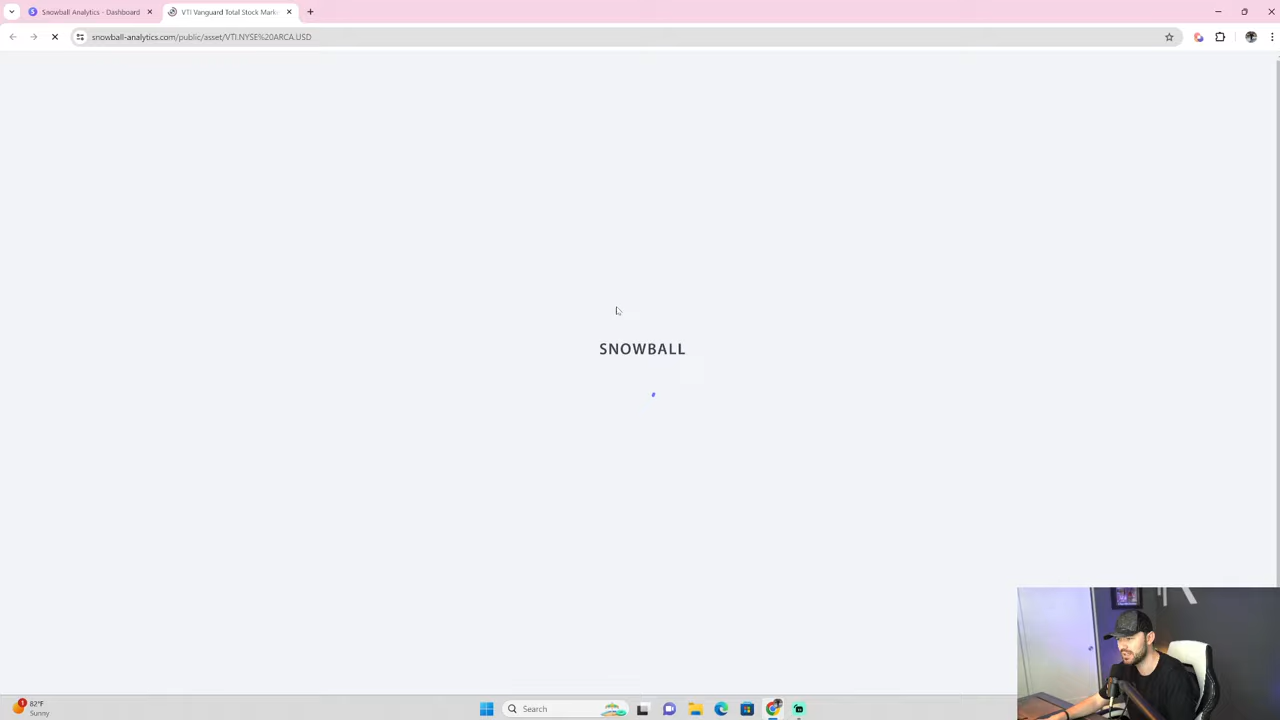 Snowball Analytics - Dashboard
VTI Vanguard Total Stock Mark
snowball-analytics.com/public/asset/VTI.NYSE%20ARCA.USD
SNOWBALL
1
82°F
Sunny
Search